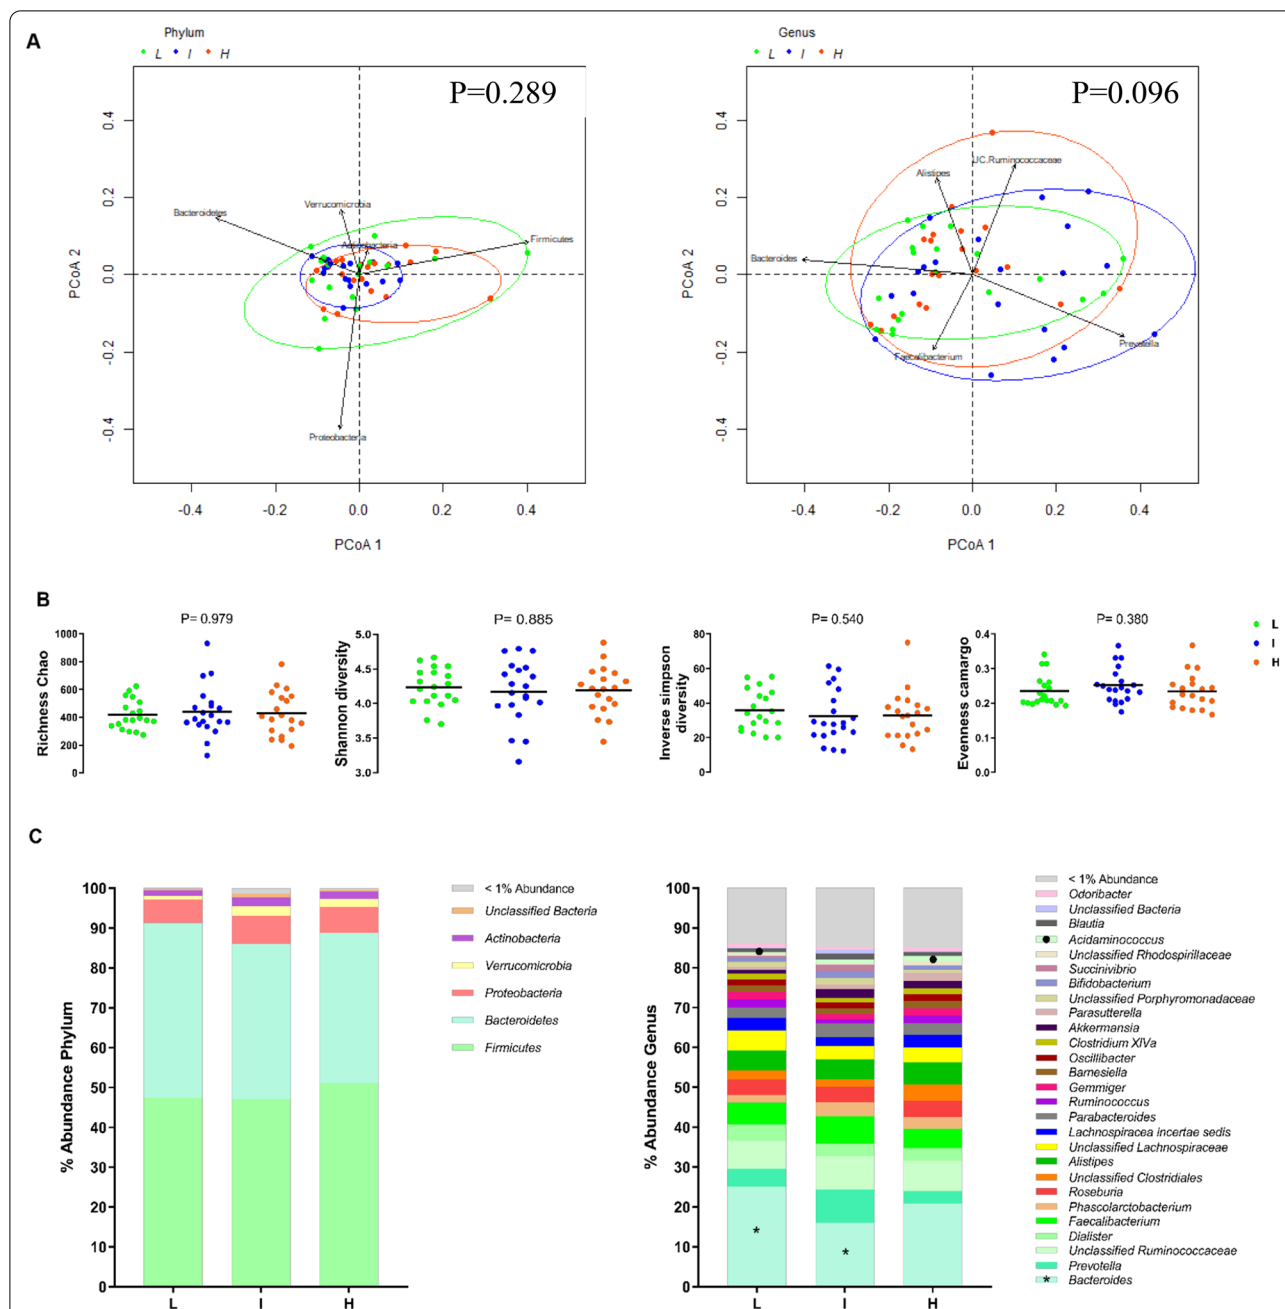 A
Phylum
L I H
P=0.289
Bacteroidetes
Verrucomicrobia
Actinobacteria
Firmicutes
Proteobacteria
PCoA 2
0.4
0.2
0.0
-0.2
-0.4
-0.4 -0.2 0.0 0.2 0.4
PCoA 1
Genus
L I H
P=0.096
UC.Ruminococcaceae
Alistipes
Bacteroides
Prevotella
Faecalibacterium
PCoA 2
0.4
0.2
0.0
-0.2
-0.4
-0.4 -0.2 0.0 0.2 0.4
PCoA 1
B
P= 0.979
Richness Chao
1000
800
600
400
200
0
P= 0.885
Shannon diversity
5.0
4.5
4.0
3.5
3.0
P= 0.540
Inverse simpson
diversity
80
60
40
20
0
P= 0.380
Evenness camargo
0.4
0.3
0.2
0.1
0.0
L
I
H
C
% Abundance Phylum
100
90
80
70
60
50
40
30
20
10
0
L I H
< 1% Abundance
Unclassified Bacteria
Actinobacteria
Verrucomicrobia
Proteobacteria
Bacteroidetes
Firmicutes
% Abundance Genus
100
90
80
70
60
50
40
30
20
10
0
* *
L I H
< 1% Abundance
Odoribacter
Unclassified Bacteria
Blautia
Acidaminococcus
Unclassified Rhodospirillaceae
Succinivibrio
Bifidobacterium
Unclassified Porphyromonadaceae
Parasutterella
Akkermansia
Clostridium XIVa
Oscillibacter
Barnesiella
Gemmiger
Ruminococcus
Parabacteroides
Lachnospiracea incertae sedis
Unclassified Lachnospiraceae
Alistipes
Unclassified Clostridiales
Roseburia
Phascolarctobacterium
Faecalibacterium
Dialister
Unclassified Ruminococcaceae
Prevotella
* Bacteroides